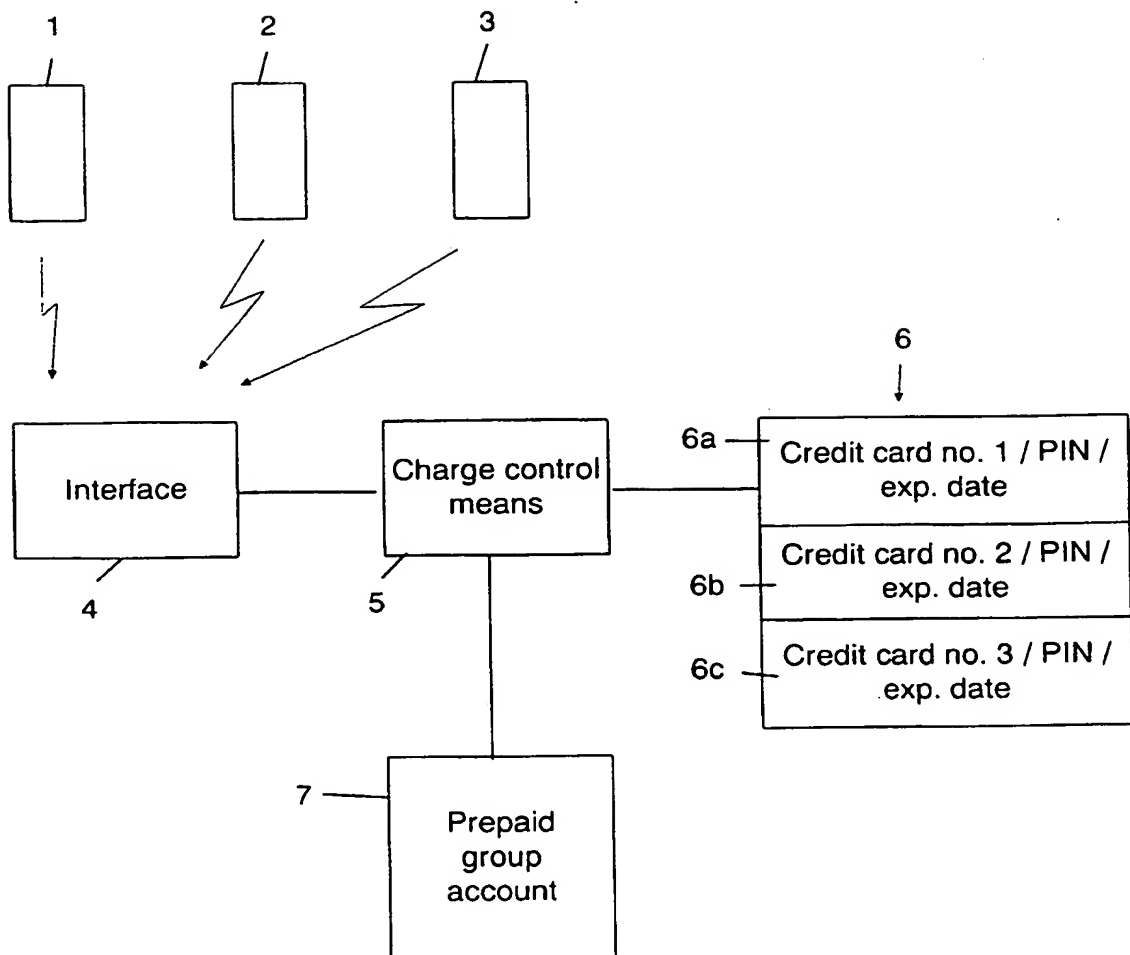 1
2
3
6
6a
Credit card no. 1 / PIN /
exp. date
Interface
Charge control
means
4
5
6b
Credit card no. 2 / PIN /
exp. date
6c
Credit card no. 3 / PIN /
exp. date
7
Prepaid
group
account